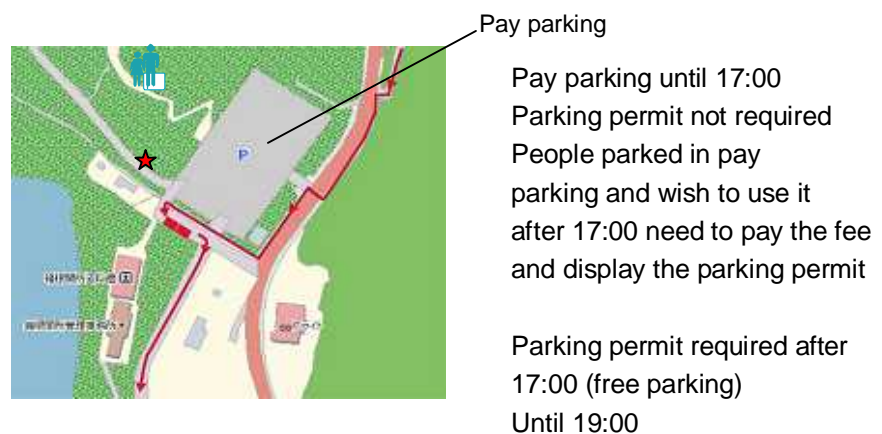 Pay parking
Pay parking until 17:00
Parking permit not required
People parked in pay
parking and wish to use it
after 17:00 need to pay the fee
and display the parking permit
Parking permit required after
17:00 (free parking)
Until 19:00
P